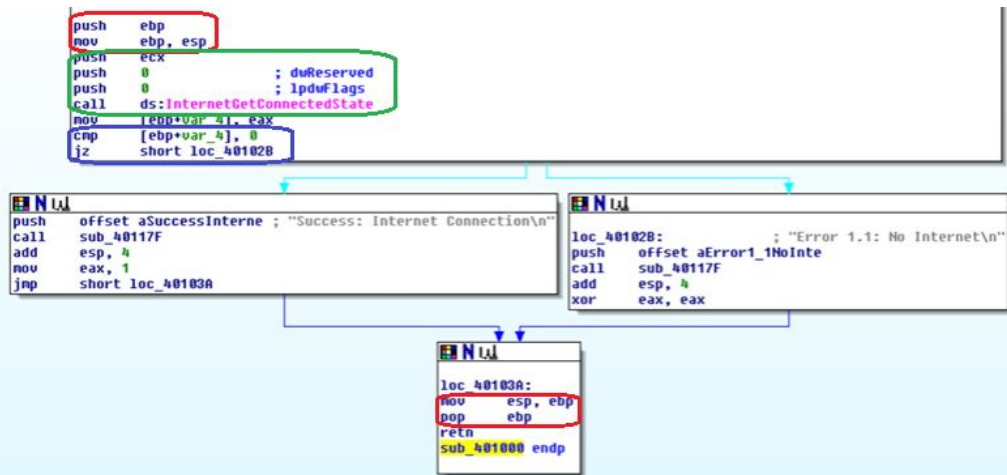 push ebp
mov ebp, esp
push ecx
push 0 ; dwReserved
push 0 ; lpdwFlags
call ds:InternetGetConnectedState
mov [ebp+var_4], eax
cmp [ebp+var_4], 0
jz short loc_40102B
push offset aSuccessInterne ; "Success: Internet Connection\n"
call sub_40117F
add esp, 4
mov eax, 1
jmp short loc_40103A
loc_40102B: ; "Error 1.1: No Internet\n"
push offset aError1_1NoInte
call sub_40117F
add esp, 4
xor eax, eax
loc_40103A:
mov esp, ebp
pop ebp
retn
sub_401000 endp